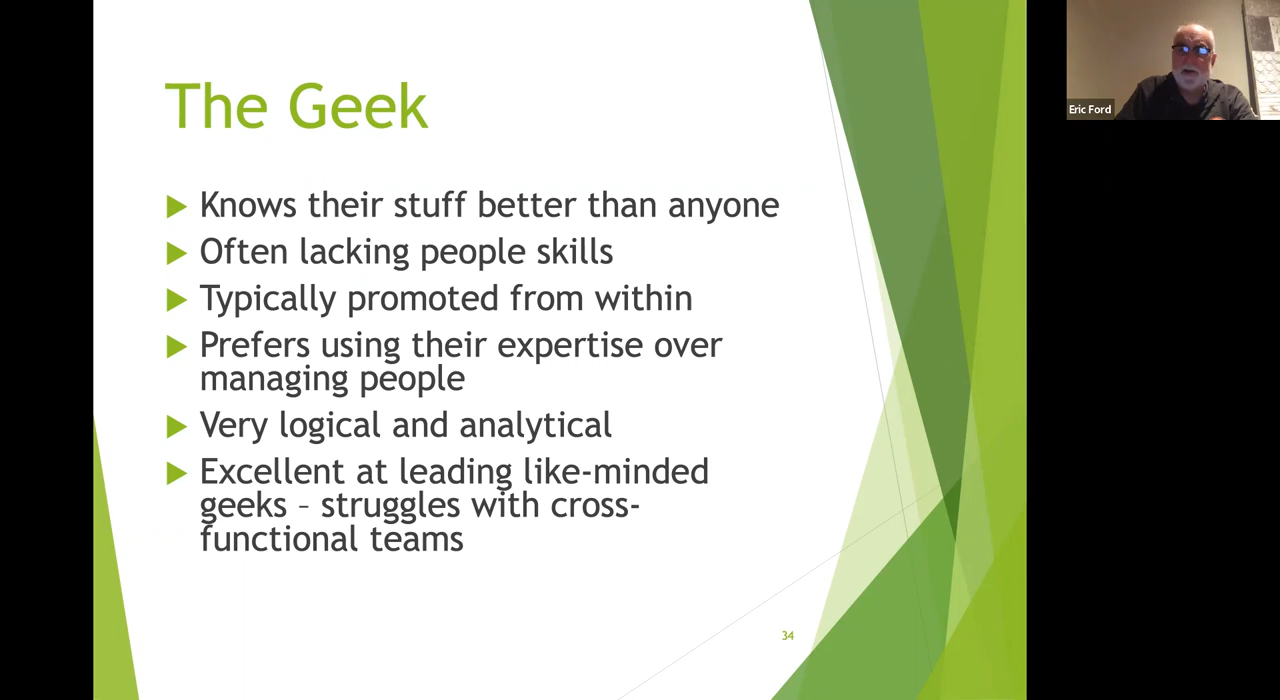 The Geek
Knows their stuff better than anyone
Often lacking people skills
Typically promoted from within
Prefers using their expertise over
managing people
Very logical and analytical
Excellent at leading like-minded
geeks – struggles with cross-
functional teams
34
Eric Ford